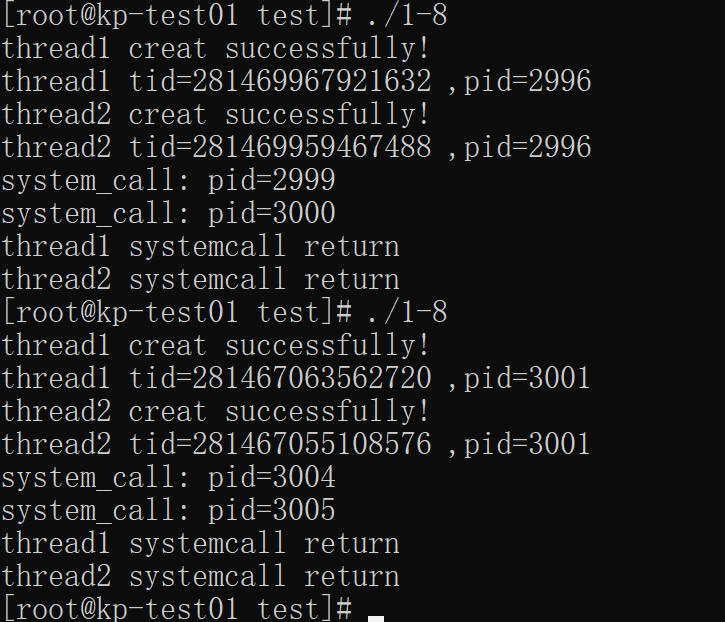 [root@kp-test01 test]# ./1-8
thread1 creat successfully!
thread1 tid=281469967921632 ,pid=2996
thread2 creat successfully!
thread2 tid=281469959467488 ,pid=2996
system_call: pid=2999
system_call: pid=3000
thread1 systemcall return
thread2 systemcall return
[root@kp-test01 test]# ./1-8
thread1 creat successfully!
thread1 tid=281467063562720 ,pid=3001
thread2 creat successfully!
thread2 tid=281467055108576 ,pid=3001
system_call: pid=3004
system_call: pid=3005
thread1 systemcall return
thread2 systemcall return
[root@kp-test01 test]#